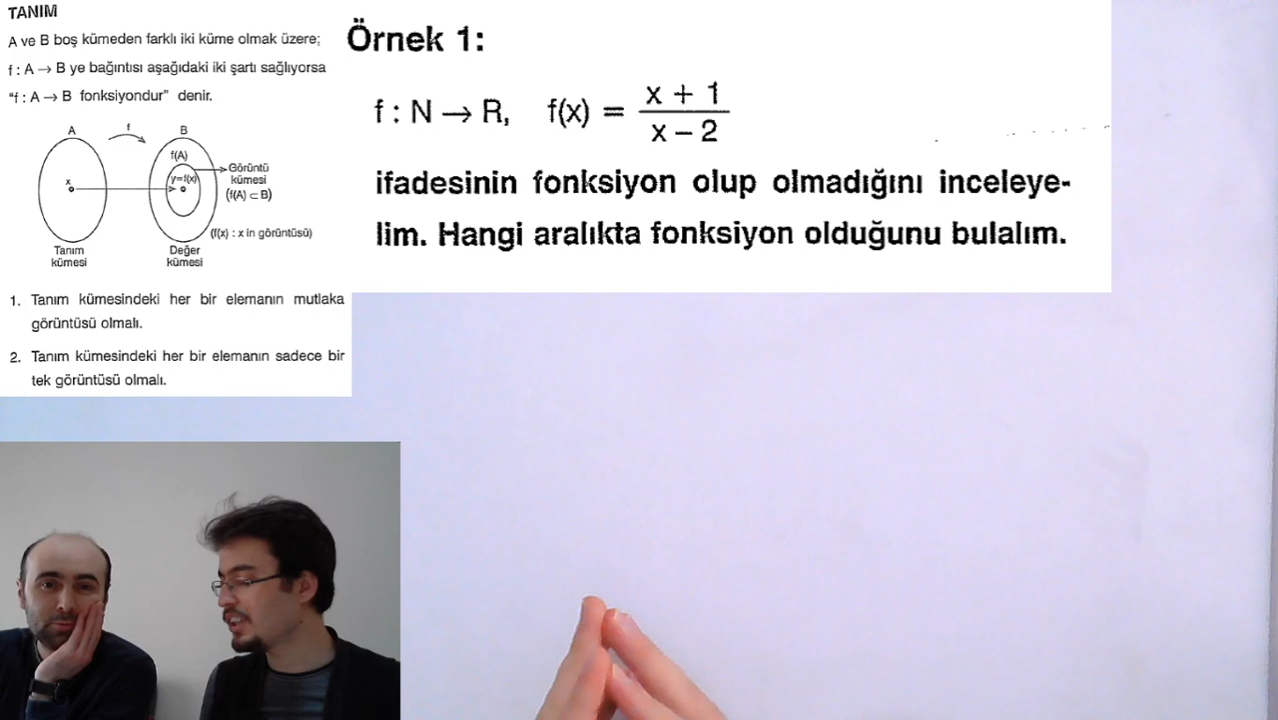 TANIM
A ve B boş kümeden farklı iki küme olmak üzere;
f : A → B ye bağıntısı aşağıdaki iki şartı sağlıyorsa
"f : A → B fonksiyondur" denir.
A f B
f(A)
x y=f(x)
Görüntü
kümesi
(f(A) ⊂ B)
(f(x) : x in görüntüsü)
Tanım
kümesi
Değer
kümesi
1. Tanım kümesindeki her bir elemanın mutlaka
görüntüsü olmalı.
2. Tanım kümesindeki her bir elemanın sadece bir
tek görüntüsü olmalı.
Örnek 1:
f : N → R, f(x) = x + 1 / x – 2
ifadesinin fonksiyon olup olmadığını inceleye-
lim. Hangi aralıkta fonksiyon olduğunu bulalım.